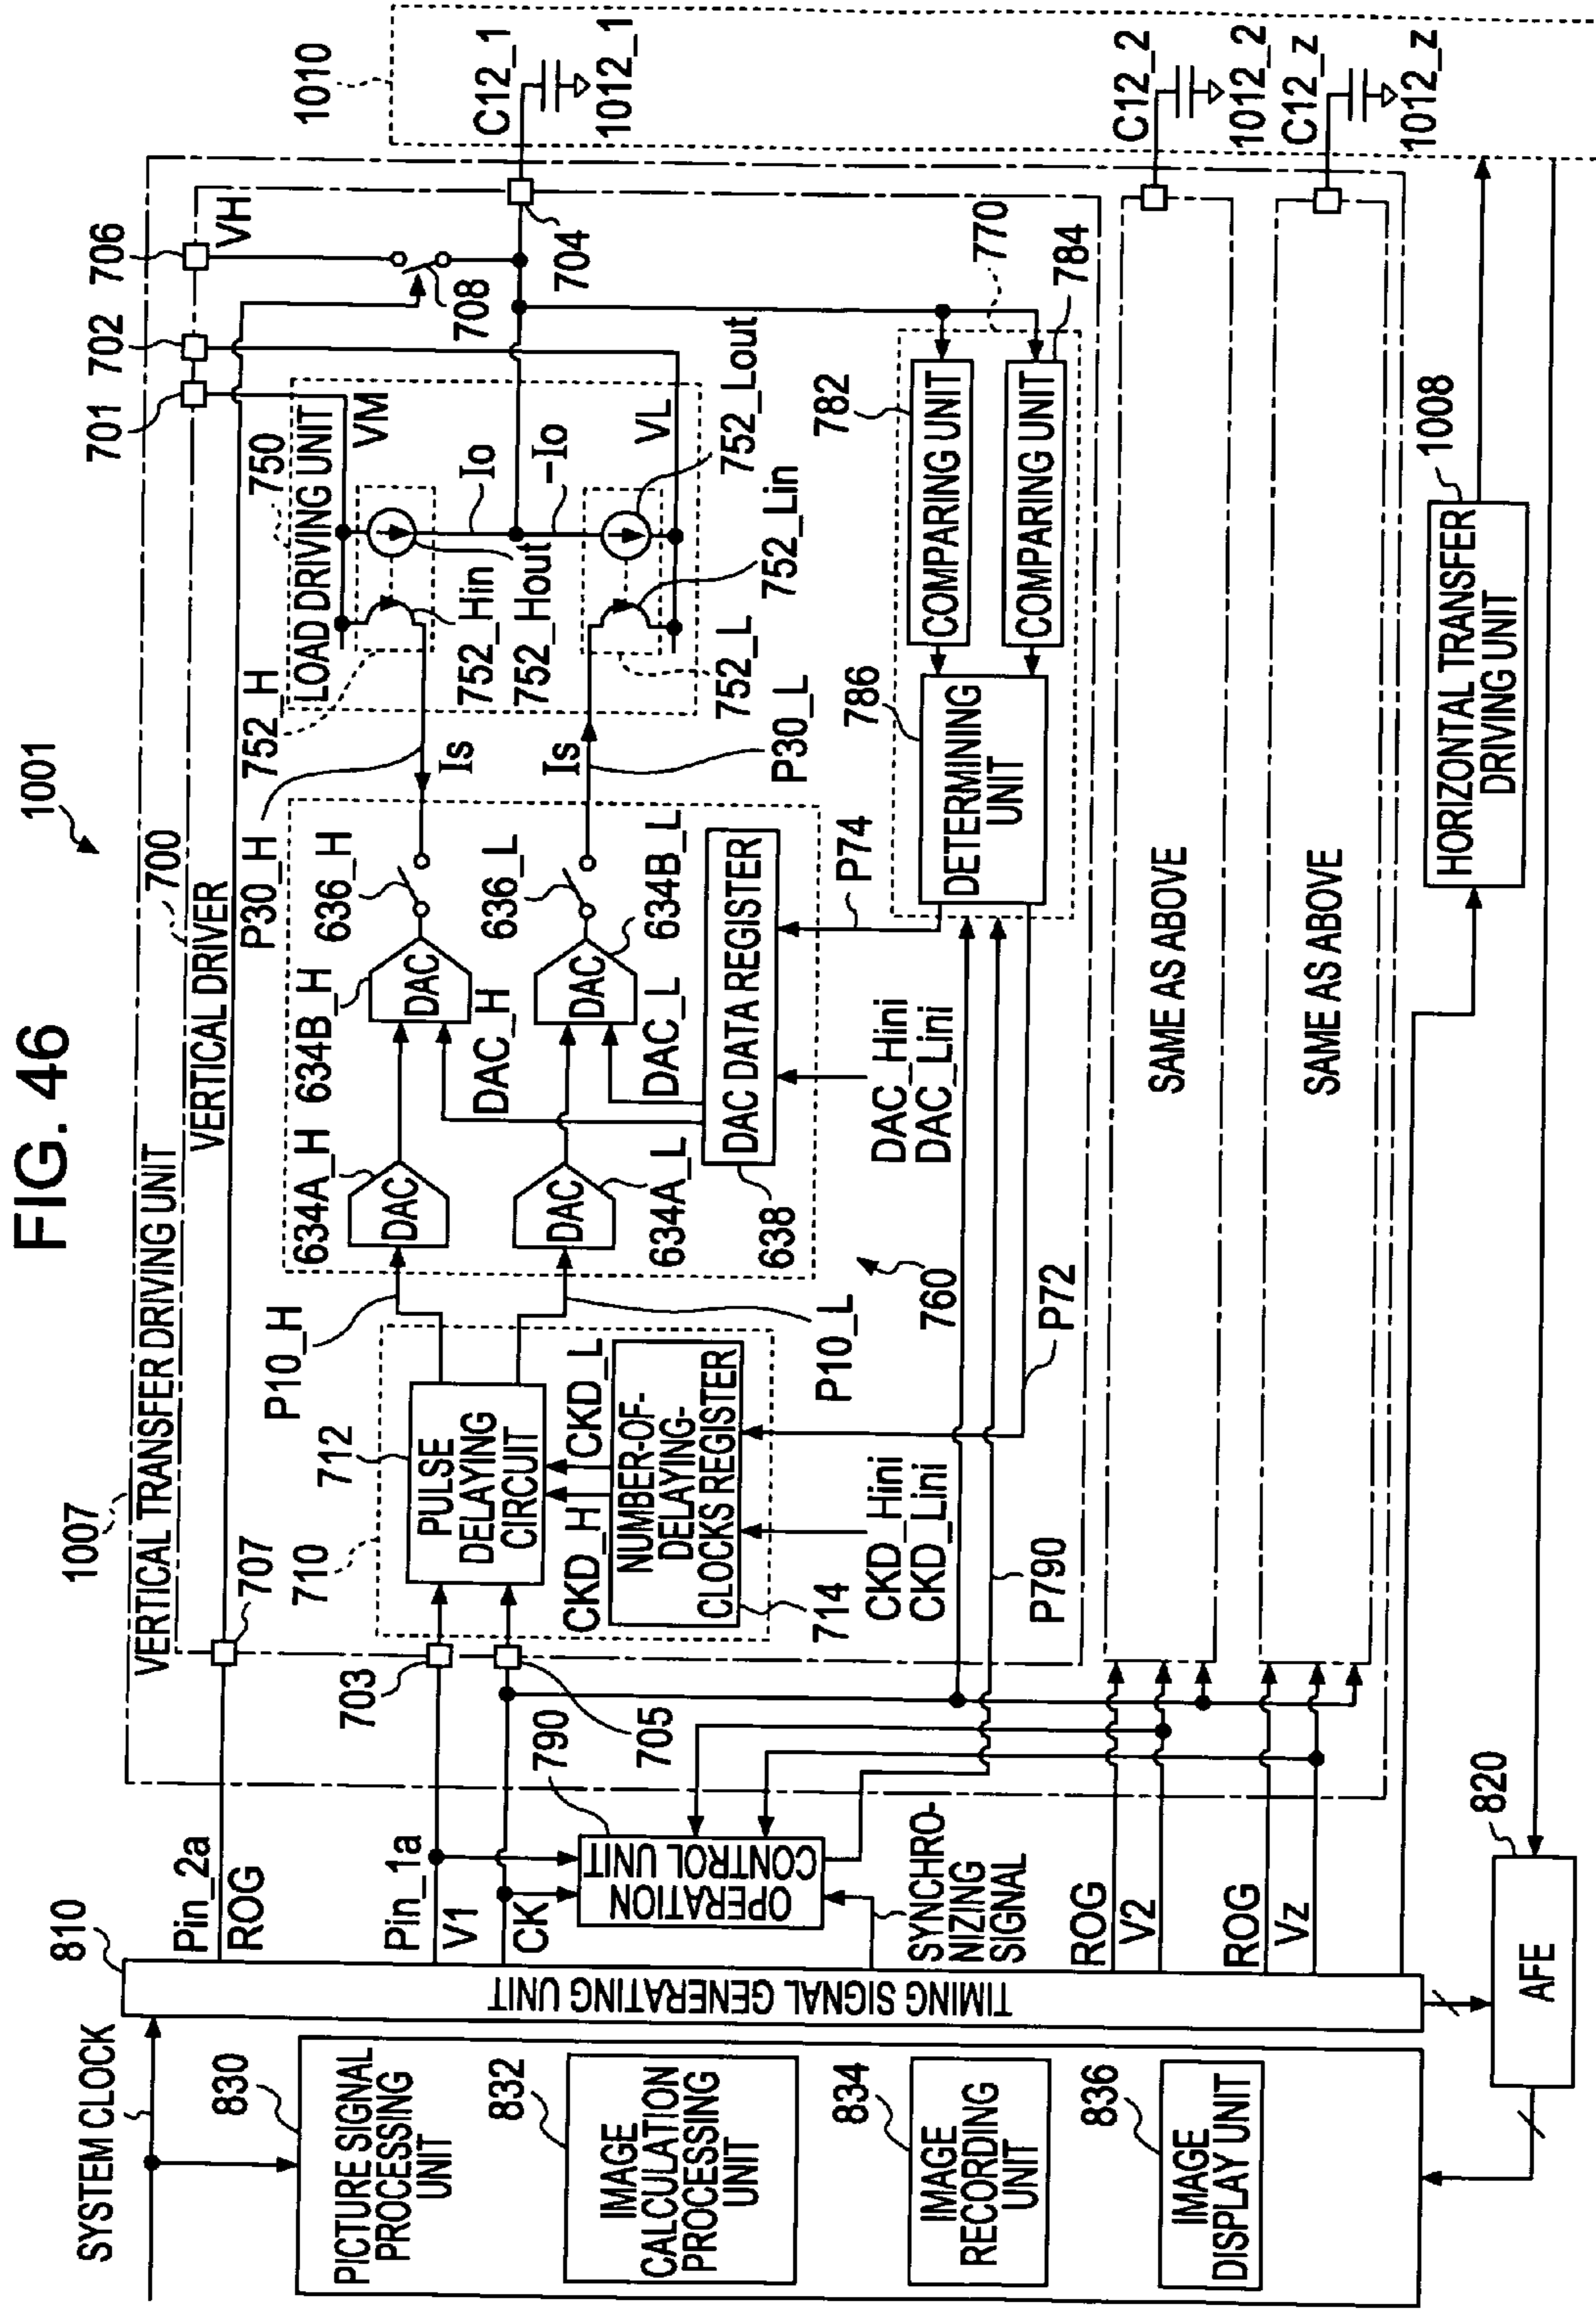 FIG. 46
1001
1007
VERTICAL TRANSFER DRIVING UNIT
700
VERTICAL DRIVER
701
702
706
VH
1010
SYSTEM CLOCK
810
TIMING SIGNAL GENERATING UNIT
Pin_2a
ROG
707
Pin_1a
V1
CK
703
705
790
OPERATION
CONTROL UNIT
SYNCHRO-
NIZING
SIGNAL
ROG
V2
ROG
Vz
710
712
PULSE
DELAYING
CIRCUIT
CKD_H
CKD_L
NUMBER-OF-
DELAYING-
CLOCKS REGISTER
714
CKD_Hini
CKD_Lini
P10_H
P10_L
634A_H
DAC
634A_L
DAC
634B_H
DAC
634B_L
DAC
DAC_H
DAC_L
636_H
636_L
638
DAC DATA REGISTER
DAC_Hini
DAC_Lini
760
P72
P790
P74
P30_H
P30_L
Is
Is
752_H
750
LOAD DRIVING UNIT
VM
752_Hin
752_Hout
Io
-Io
752_L
752_Lin
752_Lout
VL
708
704
C12_1
1012_1
770
782
COMPARING UNIT
784
COMPARING UNIT
786
DETERMINING
UNIT
SAME AS ABOVE
C12_2
1012_2
SAME AS ABOVE
C12_z
1012_z
1008
HORIZONTAL TRANSFER
DRIVING UNIT
820
AFE
830
PICTURE SIGNAL
PROCESSING
UNIT
832
IMAGE
CALCULATION
PROCESSING
UNIT
834
IMAGE
RECORDING
UNIT
836
IMAGE
DISPLAY UNIT